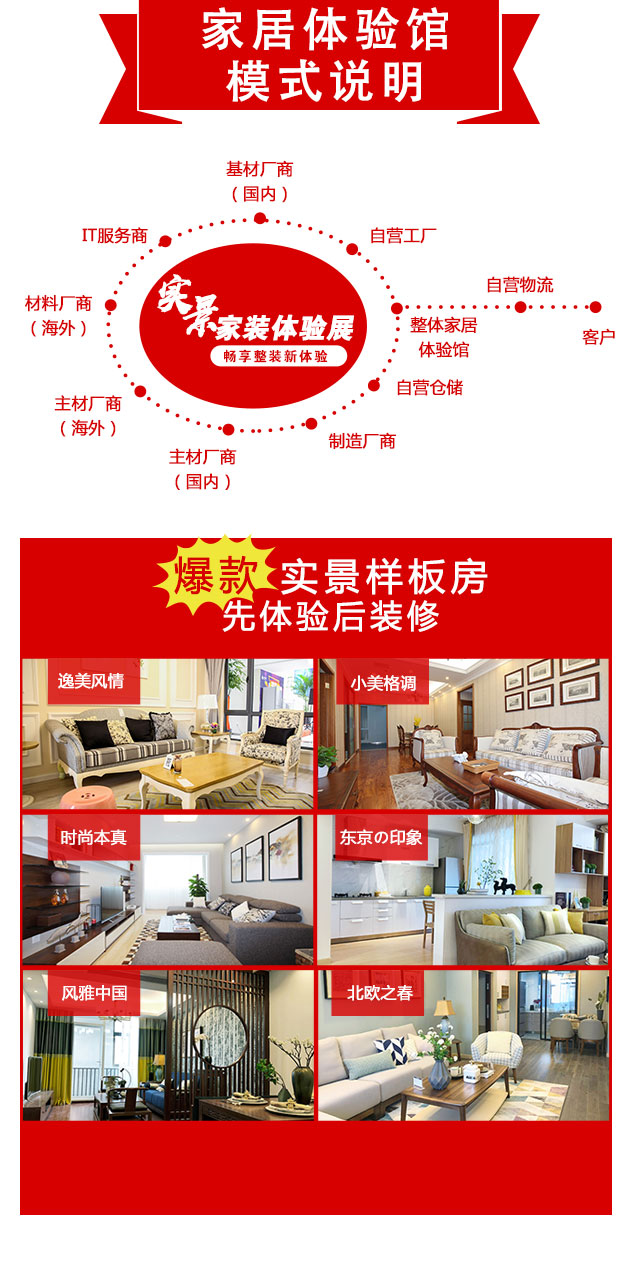 家居体验馆
模式说明
基材厂商
（国内）
IT服务商
自营工厂
材料厂商
（海外）
实景家装体验展
畅享整装新体验
自营物流
整体家居
体验馆
客户
主材厂商
（海外）
自营仓储
主材厂商
（国内）
制造厂商
爆款 实景样板房
先体验后装修
逸美风情
小美格调
时尚本真
东京の印象
风雅中国
北欧之春